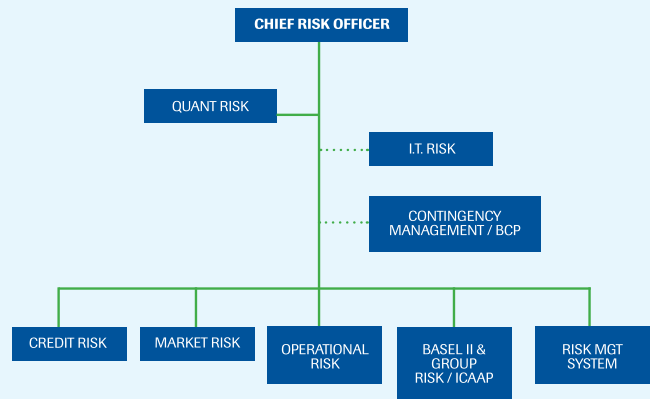 CHIEF RISK OFFICER
QUANT RISK
I.T. RISK
CONTINGENCY
MANAGEMENT / BCP
CREDIT RISK
MARKET RISK
OPERATIONAL
RISK
BASEL II &
GROUP
RISK / ICAAP
RISK MGT
SYSTEM